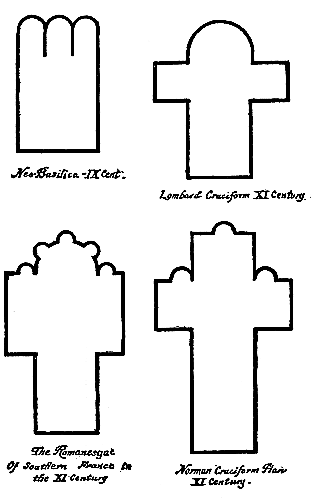 Neo-Basilica - IX Cent.
Lombard Cruciform XI Century.
The Romanesque
Of Southern France in
the XI Century
Norman Cruciform Plan
XI Century.